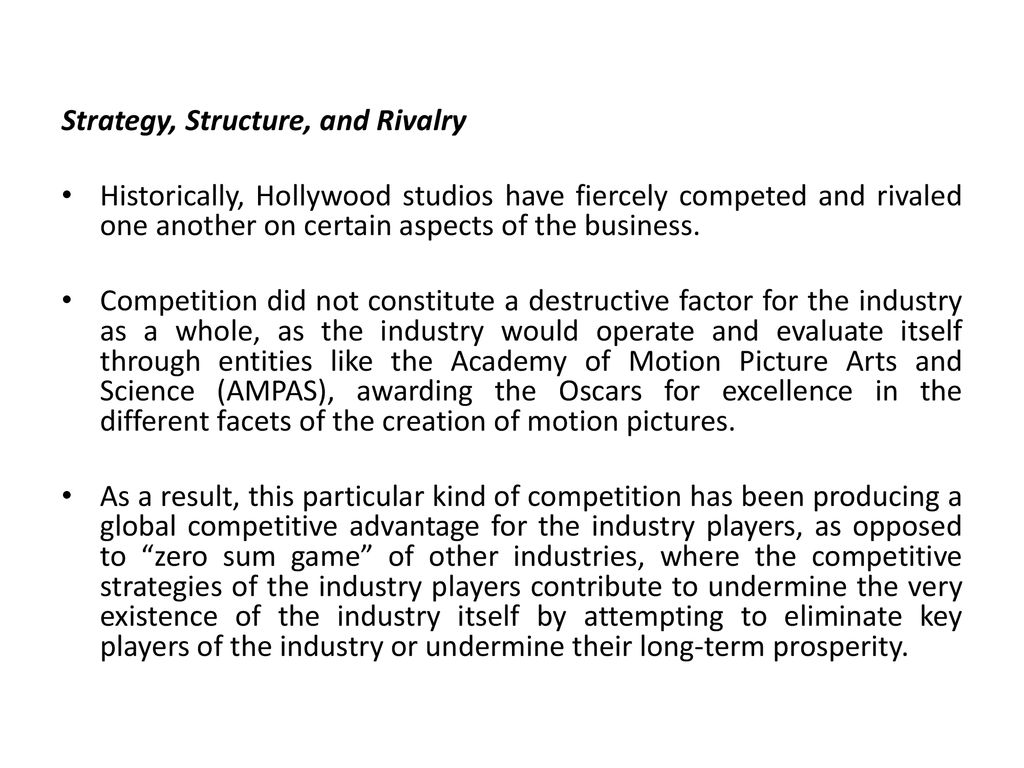 Strategy, Structure, and Rivalry
• Historically, Hollywood studios have fiercely competed and rivaled
one another on certain aspects of the business.
• Competition did not constitute a destructive factor for the industry
as a whole, as the industry would operate and evaluate itself
through entities like the Academy of Motion Picture Arts and
Science (AMPAS), awarding the Oscars for excellence in the
different facets of the creation of motion pictures.
• As a result, this particular kind of competition has been producing a
global competitive advantage for the industry players, as opposed
to “zero sum game” of other industries, where the competitive
strategies of the industry players contribute to undermine the very
existence of the industry itself by attempting to eliminate key
players of the industry or undermine their long-term prosperity.